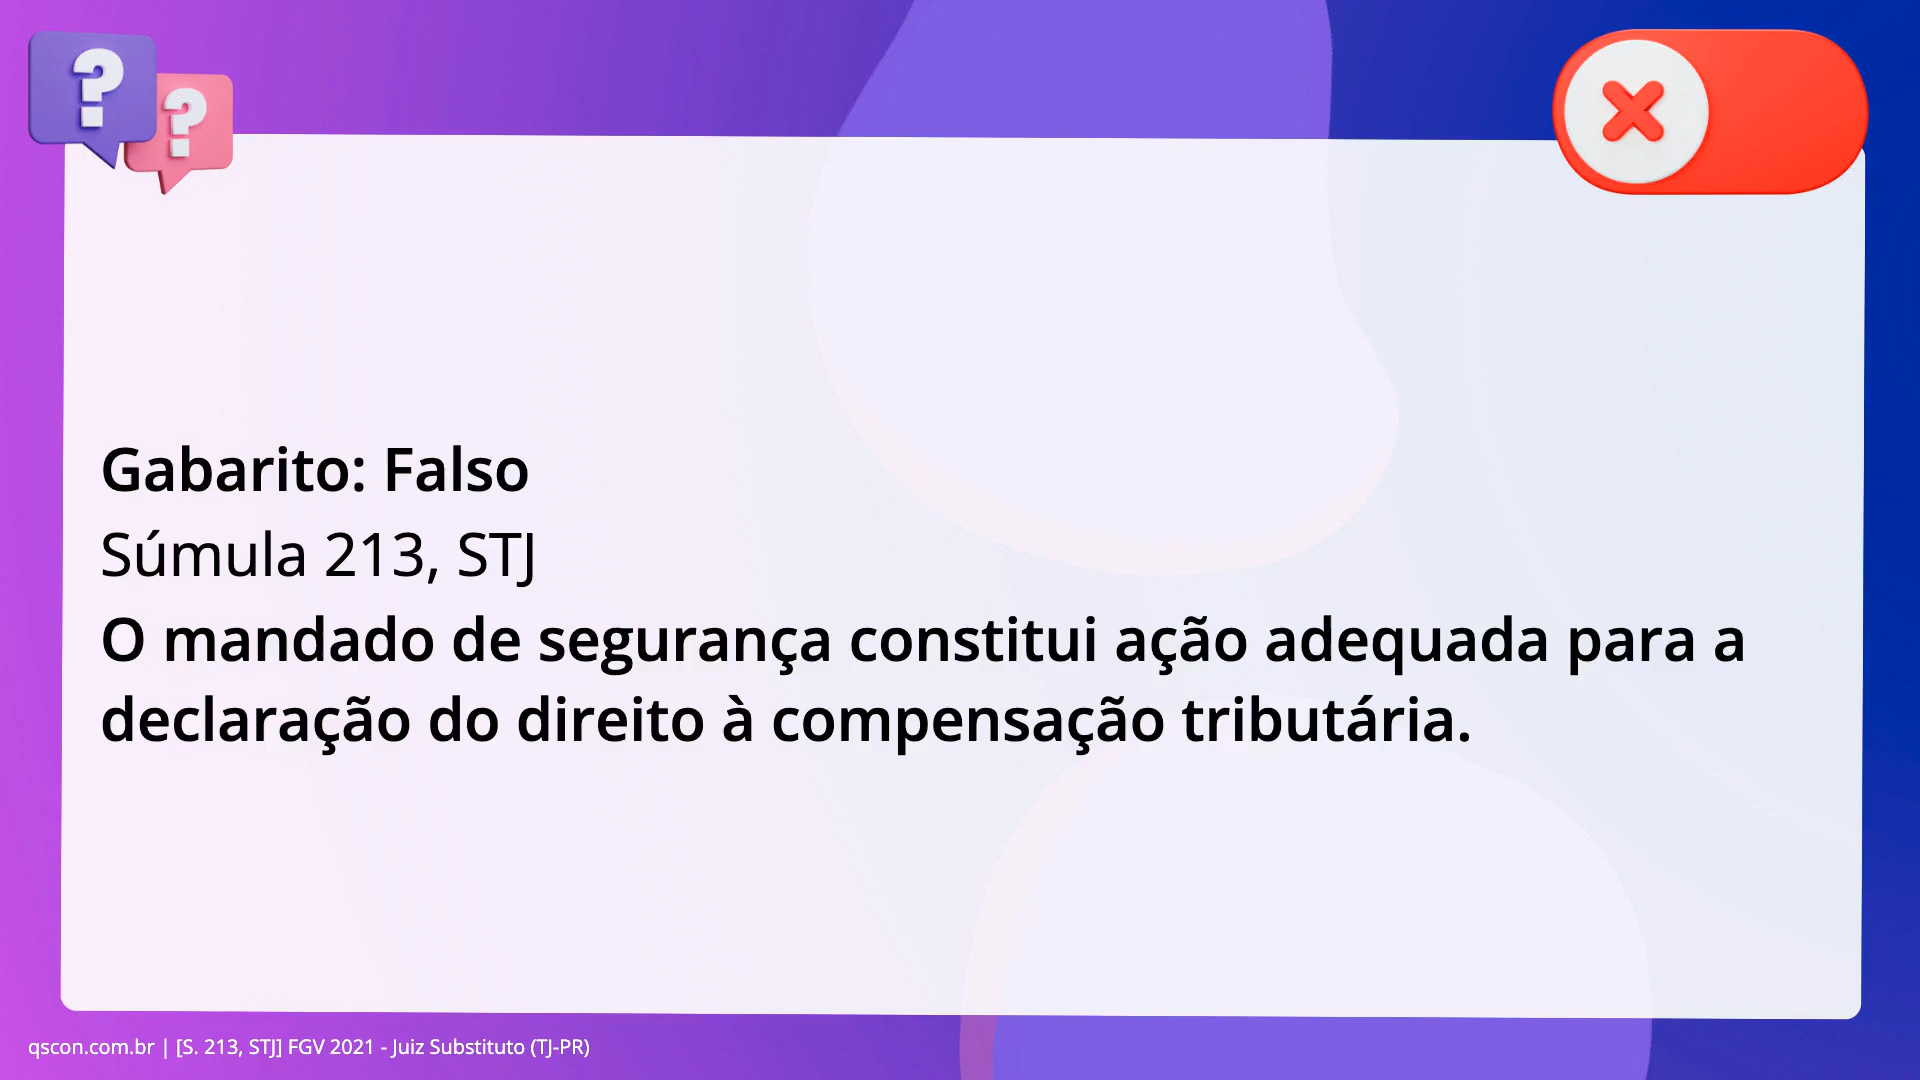 ? ?
Gabarito: Falso
Súmula 213, STJ
O mandado de segurança constitui ação adequada para a
declaração do direito à compensação tributária.
qscon.com.br | [S. 213, STJ] FGV 2021 - Juiz Substituto (TJ-PR)